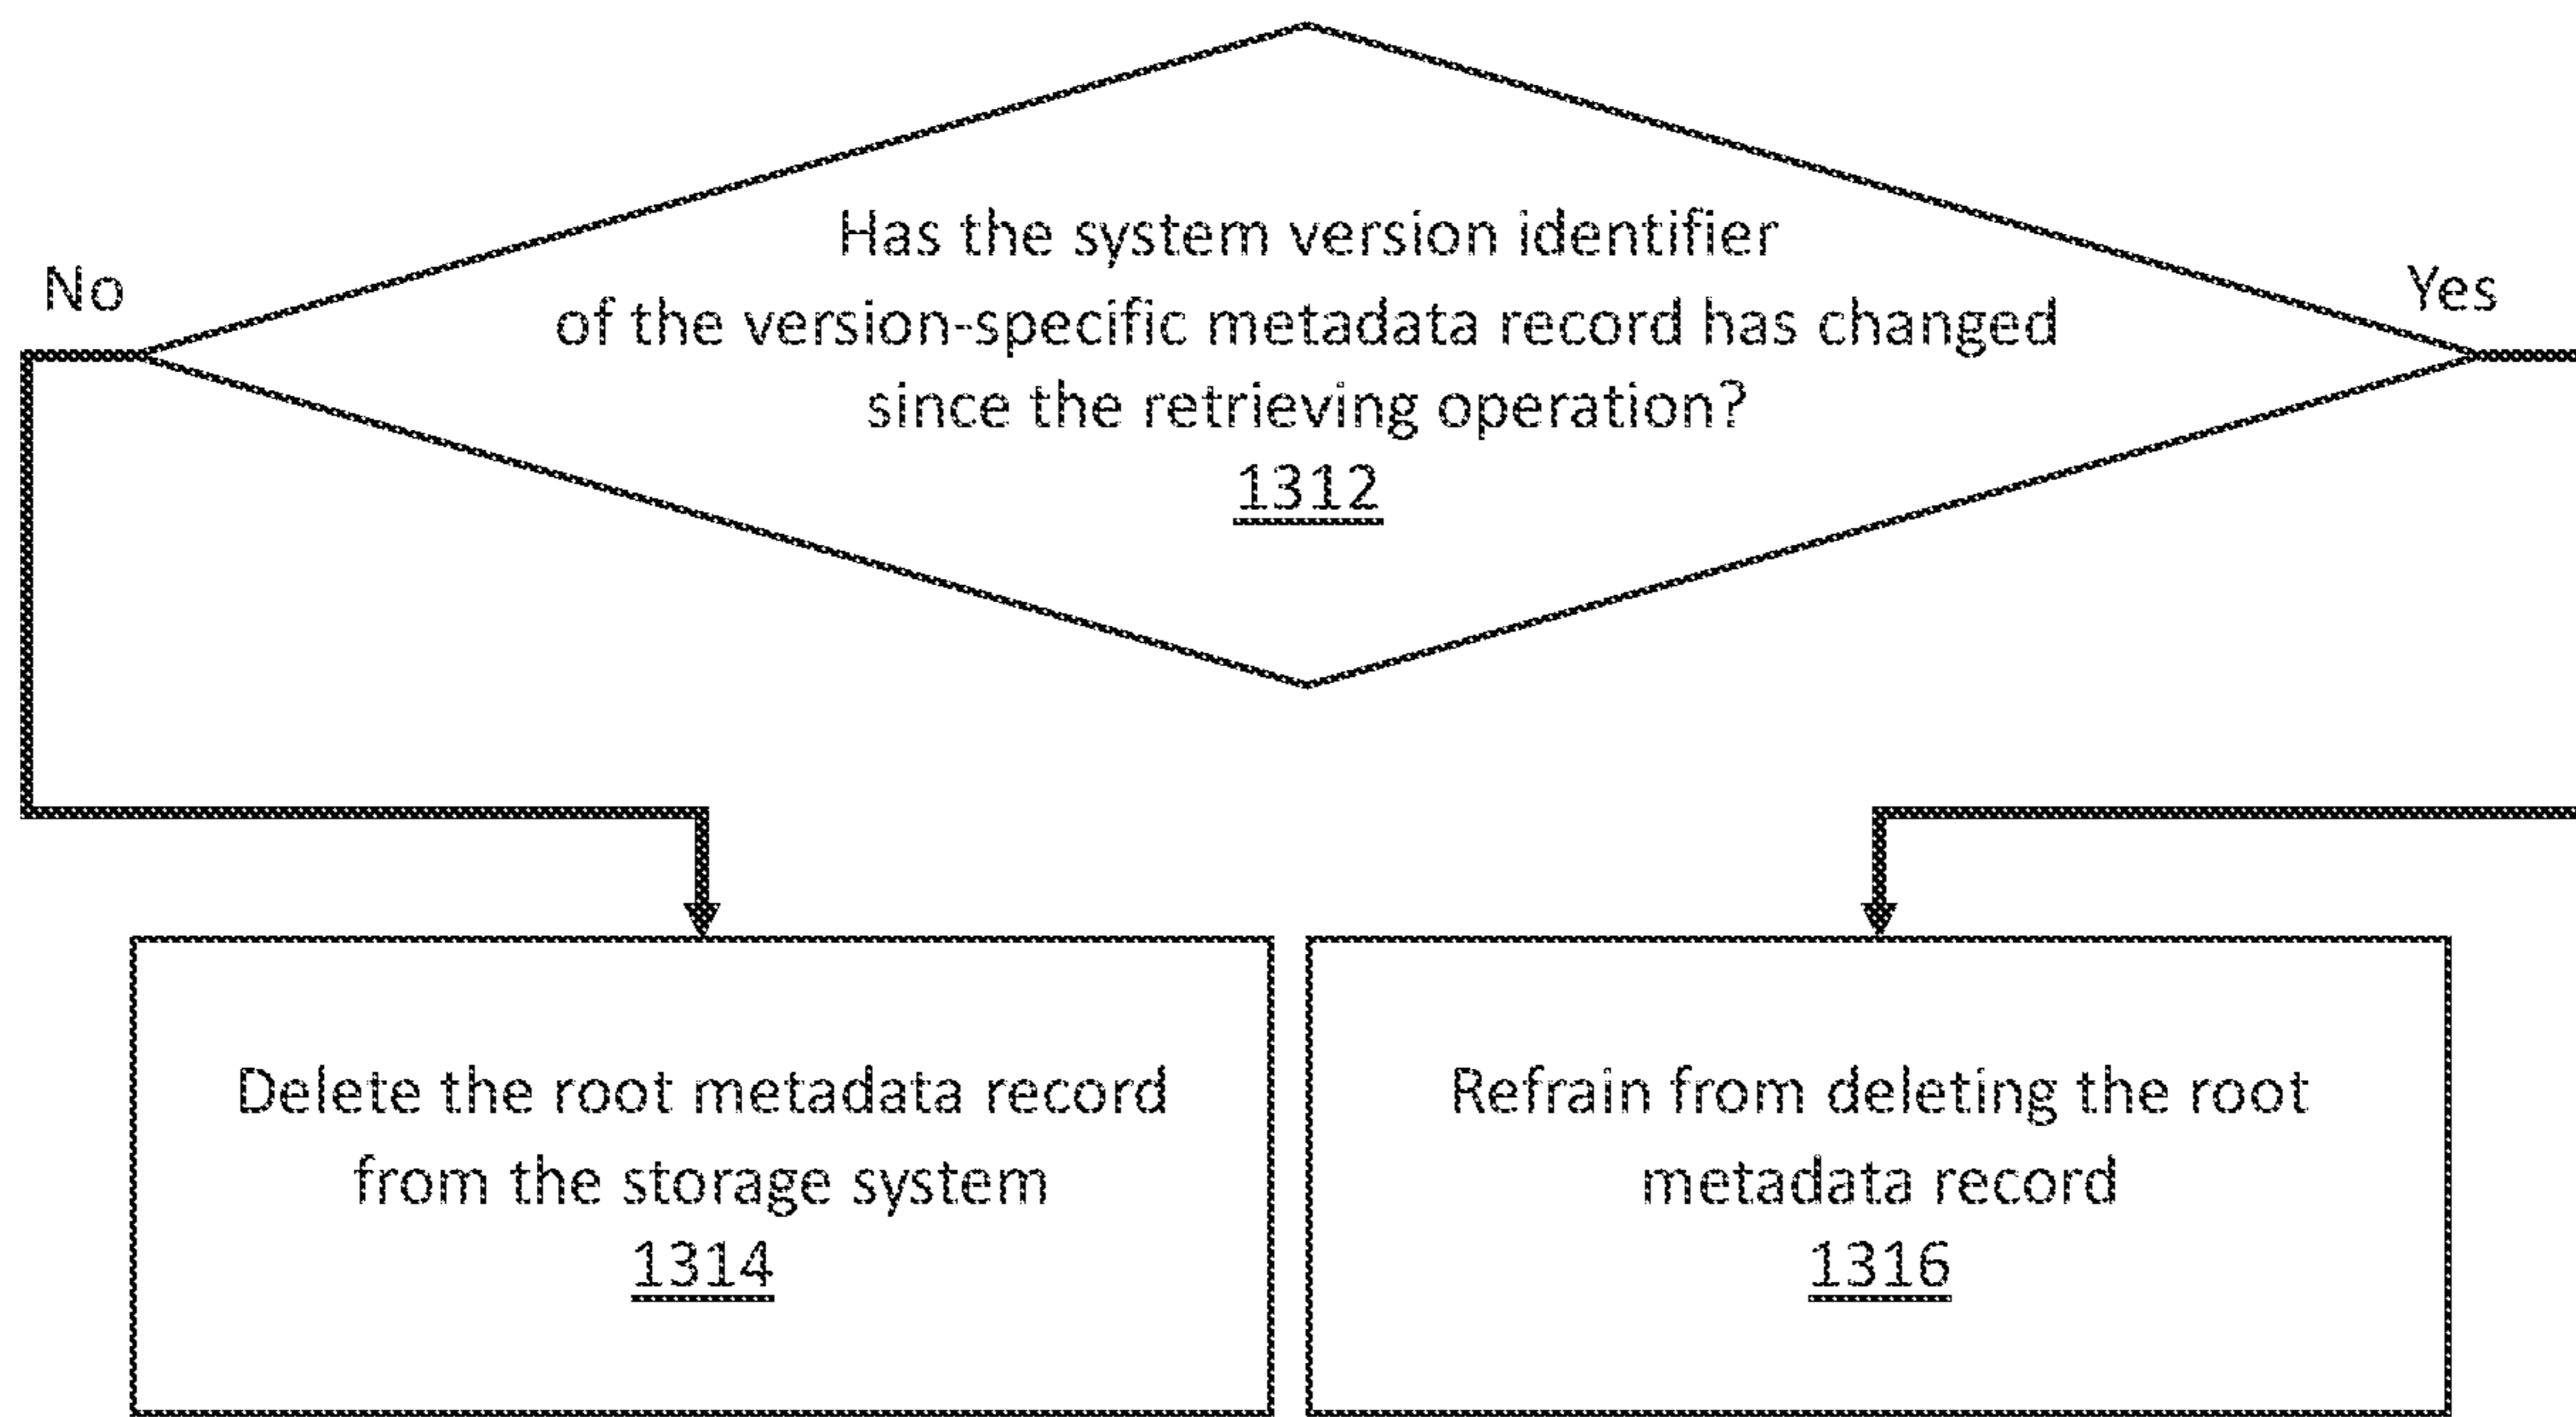 Has the system version identifier
No
Yes
of the version-specific metadata record has changed
since the retrieving operation?
1312
Delete the root metadata record
from the storage system
1314
Refrain from deleting the root
metadata record
1316